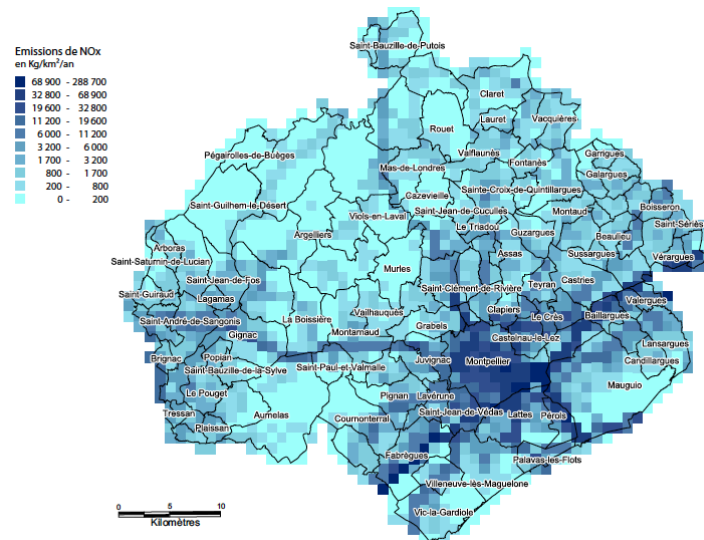 Emissions de NOx
en Kg/km²/an
68 900 - 288 700
32 800 - 68 900
19 600 - 32 800
11 200 - 19 600
6 000 - 11 200
3 200 - 6 000
1 700 - 3 200
800 - 1 700
200 - 800
0 - 200
Saint-Bauzille-de-Putois
Claret
Lauret
Vacquières
Rouet
Valflaunès
Fontanès
Garrigues
Galargues
Pégairolles-de-Buèges
Mas-de-Londres
Cazevieille
Sainte-Croix-de-Quintillargues
Saint-Guilhem-le-Désert
Viols-en-Laval
Saint-Jean-de-Cuculles
Montaud
Boisseron
Saint-Sériès
Le Triadou
Guzargues
Argelliers
Beaulieu
Arboras
Assas
Sussargues
Vérargues
Saint-Saturnin-de-Lucian
Murles
Saint-Jean-de-Fos
Saint-Clément-de-Rivière
Teyran
Castries
Saint-Guiraud
Lagamas
Valergues
Clapiers
Le Crès
Baillargues
Saint-André-de-Sangonis
La Boissière
Vailhauquès
Grabels
Gignac
Montarnaud
Castelnau-le-Lez
Lansargues
Brignac
Popian
Juvignac
Montpellier
Candillargues
Saint-Bauzille-de-la-Sylve
Saint-Paul-et-Valmalle
Mauguio
Le Pouget
Pignan
Lavérune
Tressan
Aumelas
Cournonterral
Saint-Jean-de-Védas
Lattes
Pérols
Plaissan
Fabrègues
Palavas-les-Flots
Villeneuve-lès-Maguelone
Vic-la-Gardiole
0 5 10
Kilomètres